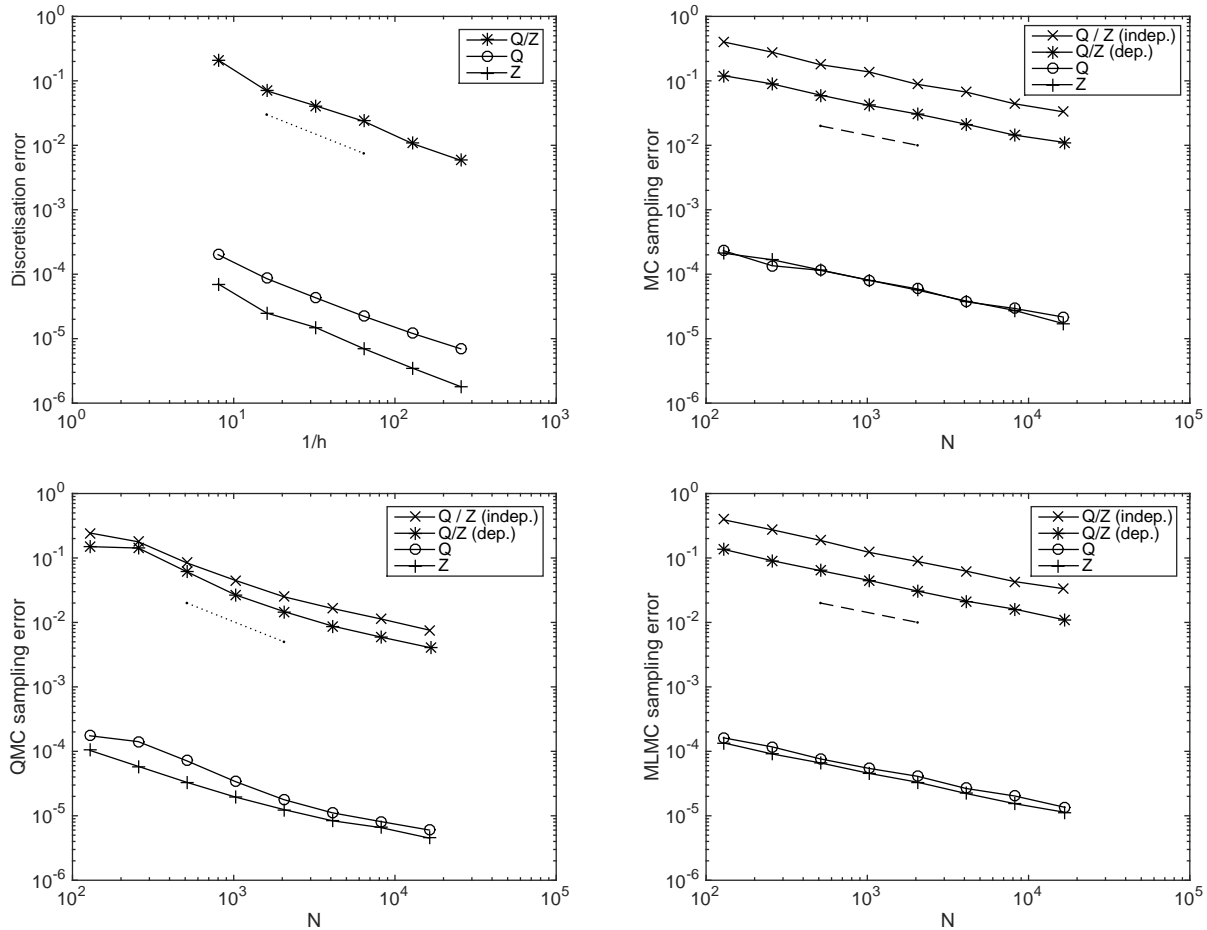 10^0
10^-1
10^-2
10^-3
10^-4
10^-5
10^-6
Discretisation error
Q/Z
Q
Z
10^0
10^1
10^2
10^3
1/h
10^0
10^-1
10^-2
10^-3
10^-4
10^-5
10^-6
MC sampling error
Q / Z (indep.)
Q/Z (dep.)
Q
Z
10^2
10^3
10^4
10^5
N
10^0
10^-1
10^-2
10^-3
10^-4
10^-5
10^-6
QMC sampling error
Q / Z (indep.)
Q/Z (dep.)
Q
Z
10^2
10^3
10^4
10^5
N
10^0
10^-1
10^-2
10^-3
10^-4
10^-5
10^-6
MLMC sampling error
Q/Z (indep.)
Q/Z (dep.)
Q
Z
10^2
10^3
10^4
10^5
N